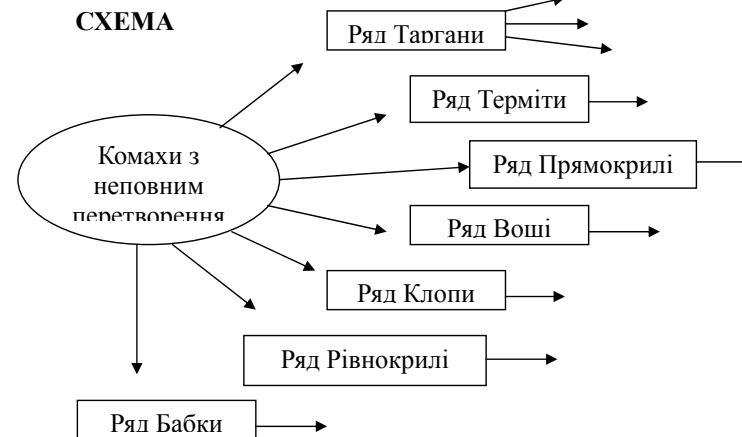 СХЕМА
Ряд Таргани
Ряд Терміти
Комахи з
неповним
перетворення
Ряд Прямокрилі
Ряд Воші
Ряд Клопи
Ряд Рівнокрилі
Ряд Бабки